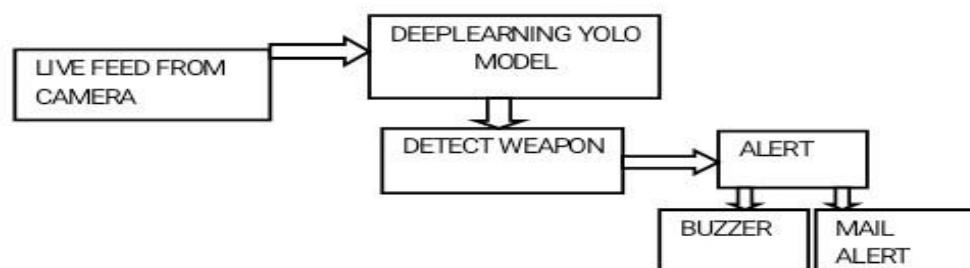 LIVE FEED FROM
CAMERA
DEEPLEARNING YOLO
MODEL
DETECT WEAPON
ALERT
BUZZER
MAIL
ALERT